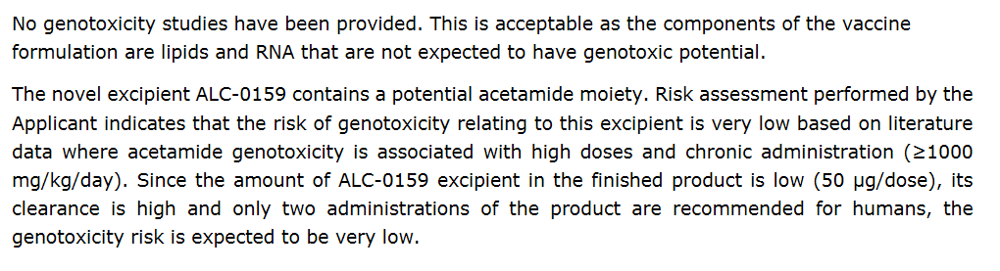 No genotoxicity studies have been provided. This is acceptable as the components of the vaccine
formulation are lipids and RNA that are not expected to have genotoxic potential.
The novel excipient ALC-0159 contains a potential acetamide moiety. Risk assessment performed by the
Applicant indicates that the risk of genotoxicity relating to this excipient is very low based on literature
data where acetamide genotoxicity is associated with high doses and chronic administration (≥1000
mg/kg/day). Since the amount of ALC-0159 excipient in the finished product is low (50 µg/dose), its
clearance is high and only two administrations of the product are recommended for humans, the
genotoxicity risk is expected to be very low.